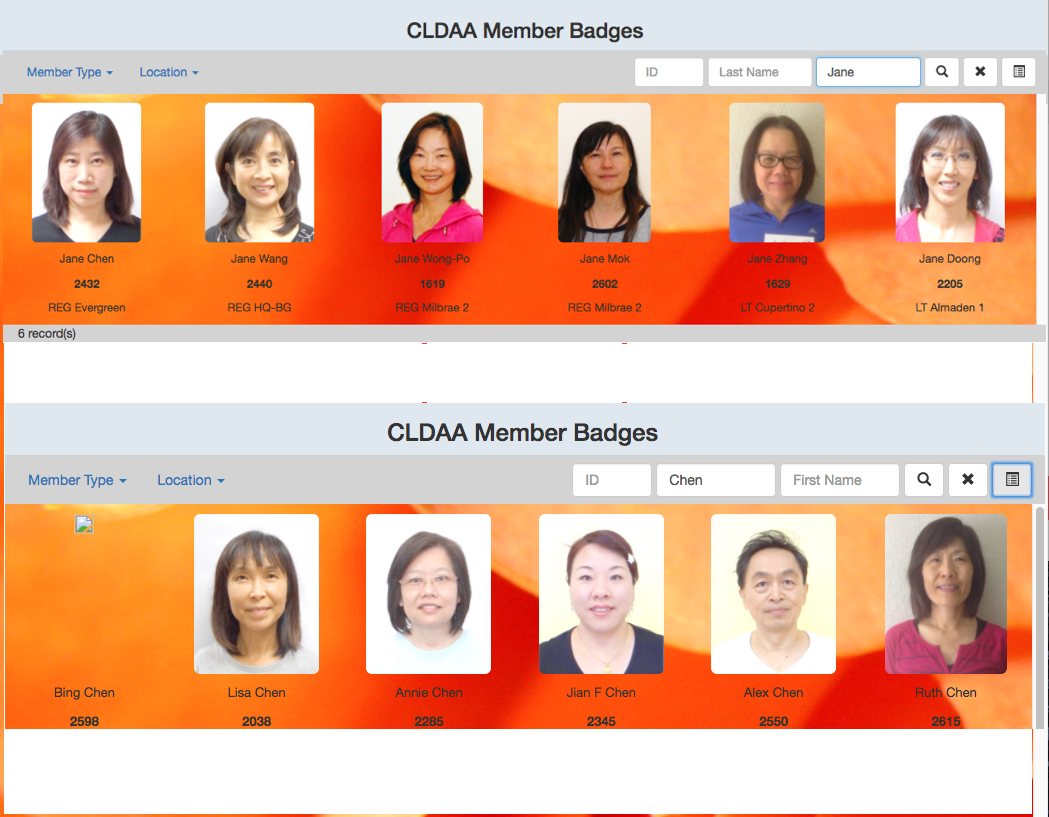 CLDAA Member Badges
Member Type Location ID Last Name Jane
Jane Chen Jane Wang Jane Wong-Po Jane Mok Jane Zhang Jane Doong
2432 2440 1619 2602 1629 2205
REG Evergreen REG HQ-BG REG Milbrae 2 REG Milbrae 2 LT Cupertino 2 LT Almaden 1
6 record(s)
CLDAA Member Badges
Member Type Location ID Chen First Name
Bing Chen Lisa Chen Annie Chen Jian F Chen Alex Chen Ruth Chen
2598 2038 2285 2345 2550 2615